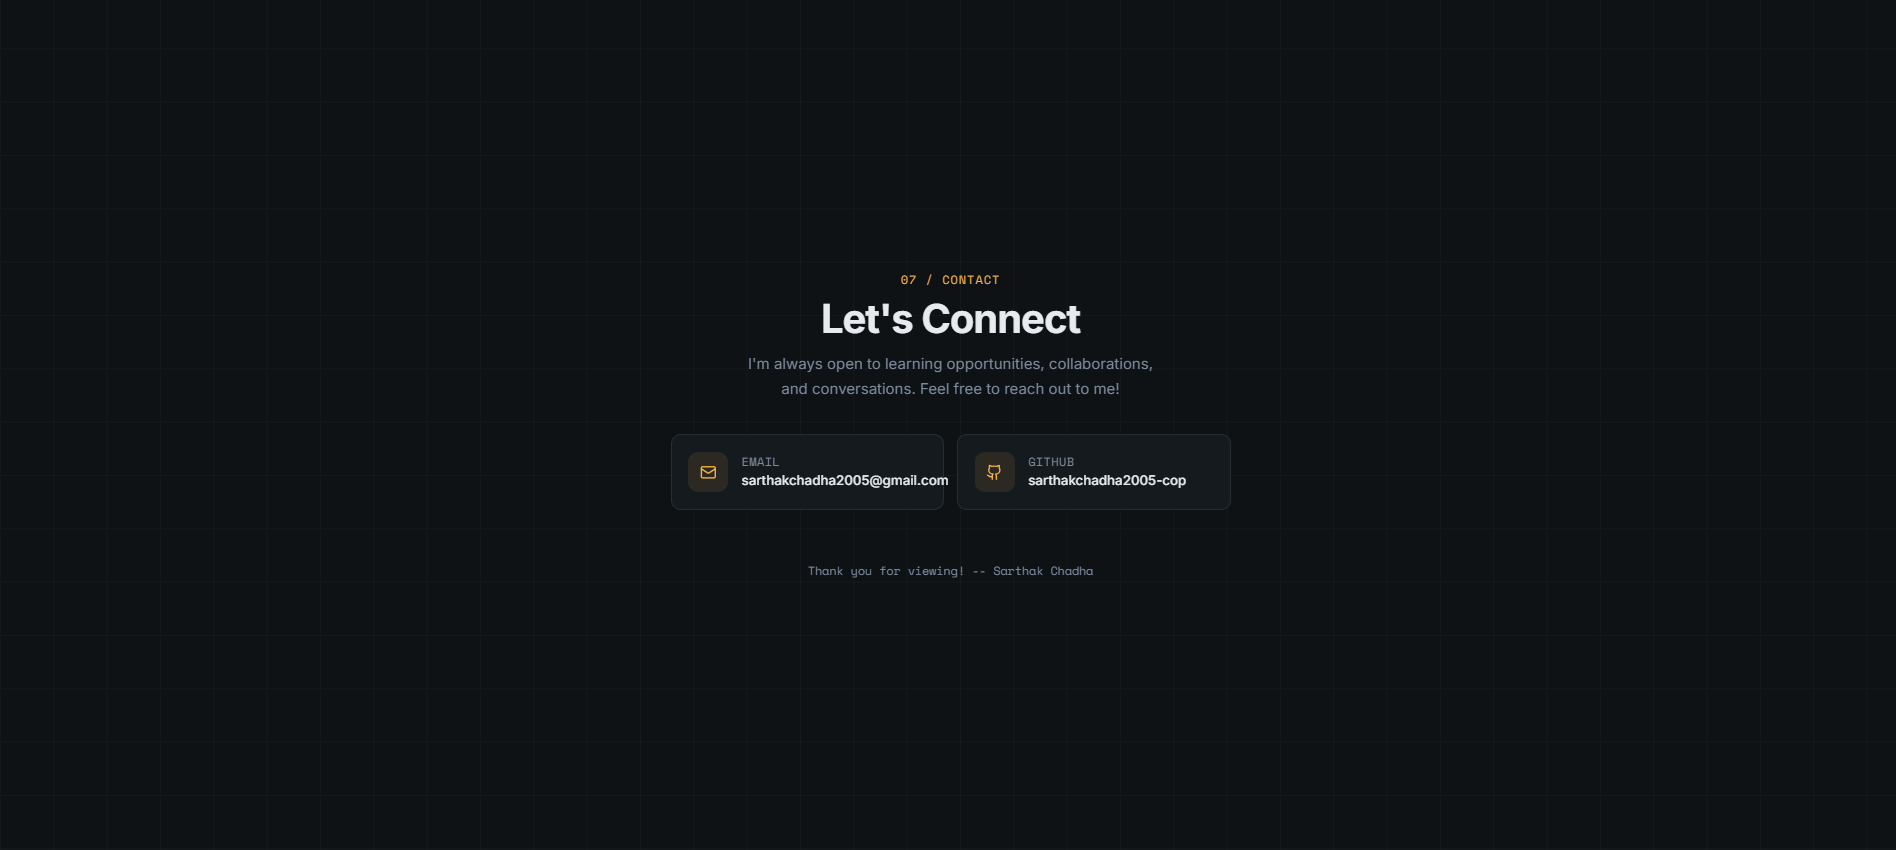 07 / CONTACT
Let's Connect
I'm always open to learning opportunities, collaborations,
and conversations. Feel free to reach out to me!
EMAIL
sarthakchadha2005@gmail.com
GITHUB
sarthakchadha2005-cop
Thank you for viewing! -- Sarthak Chadha